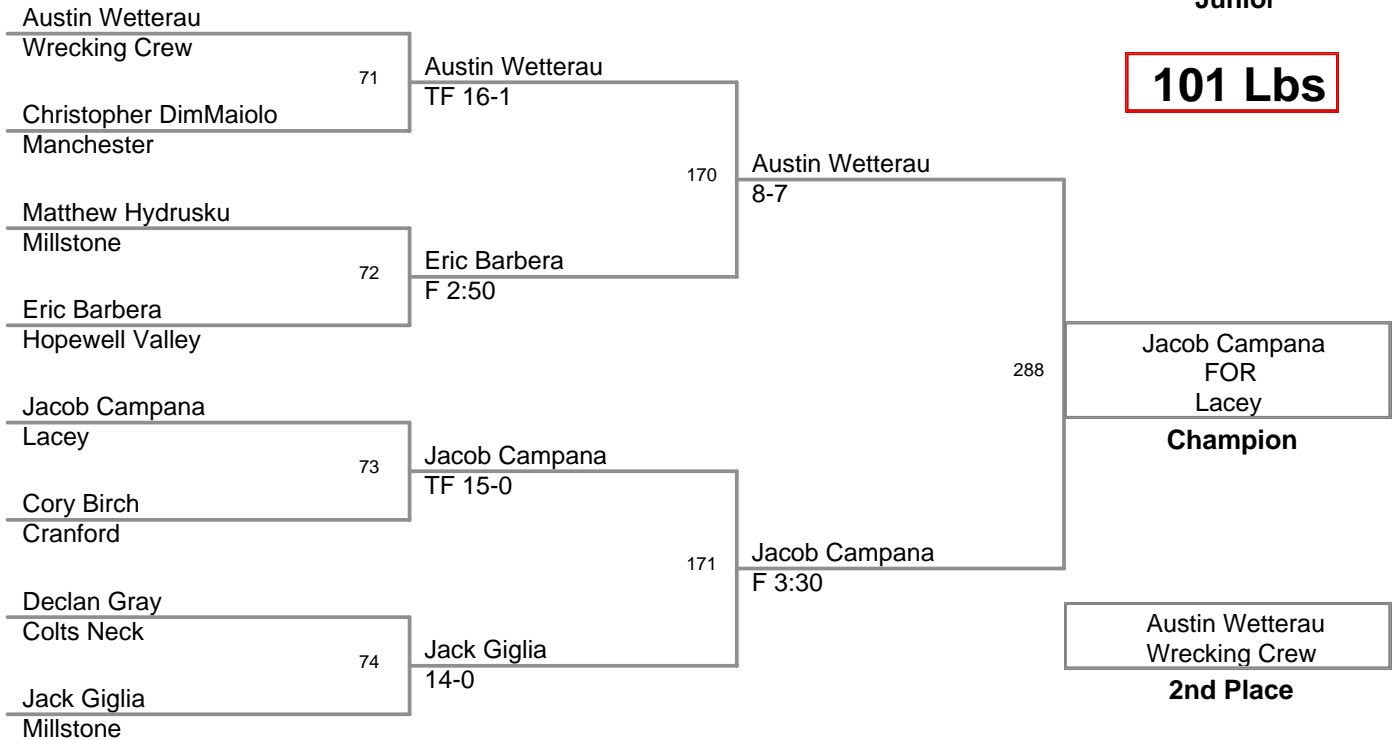 Junior
101 Lbs
Austin Wetterau
Wrecking Crew
71
Christopher DimMaiolo
Manchester
Austin Wetterau
TF 16-1
Matthew Hydrusku
Millstone
72
Eric Barbera
Hopewell Valley
Eric Barbera
F 2:50
170
Austin Wetterau
8-7
Jacob Campana
Lacey
73
Cory Birch
Cranford
Jacob Campana
TF 15-0
Declan Gray
Colts Neck
74
Jack Giglia
Millstone
Jack Giglia
14-0
171
Jacob Campana
F 3:30
288
Jacob Campana
FOR
Lacey
Champion
Austin Wetterau
Wrecking Crew
2nd Place